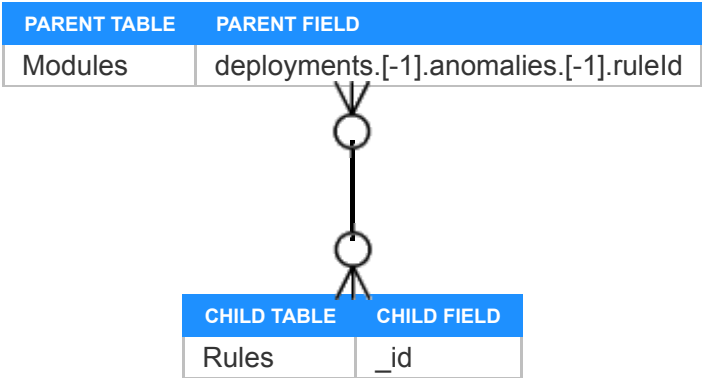 PARENT TABLE PARENT FIELD
Modules deployments.[-1].anomalies.[-1].ruleId
CHILD TABLE CHILD FIELD
Rules _id